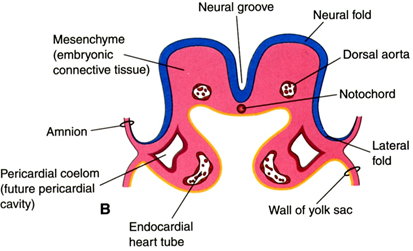 Neural groove
Neural fold
Mesenchyme
(embryonic
connective tissue)
Dorsal aorta
Notochord
Amnion
Lateral
fold
Pericardial coelom
(future pericardial
cavity)
B
Endocardial
heart tube
Wall of yolk sac